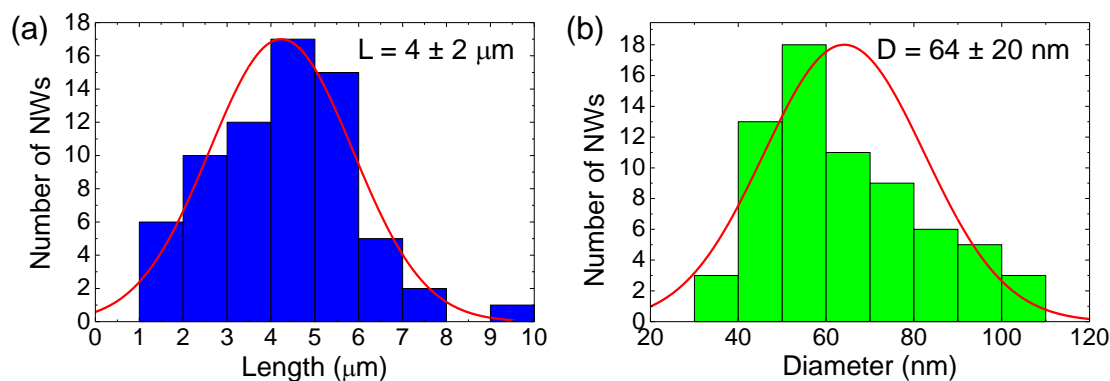 (a)
L = 4 ± 2 μm
Number of NWs
18
16
14
12
10
8
6
4
2
0
0 1 2 3 4 5 6 7 8 9 10
Length (μm)
(b)
D = 64 ± 20 nm
Number of NWs
18
16
14
12
10
8
6
4
2
0
20 40 60 80 100 120
Diameter (nm)